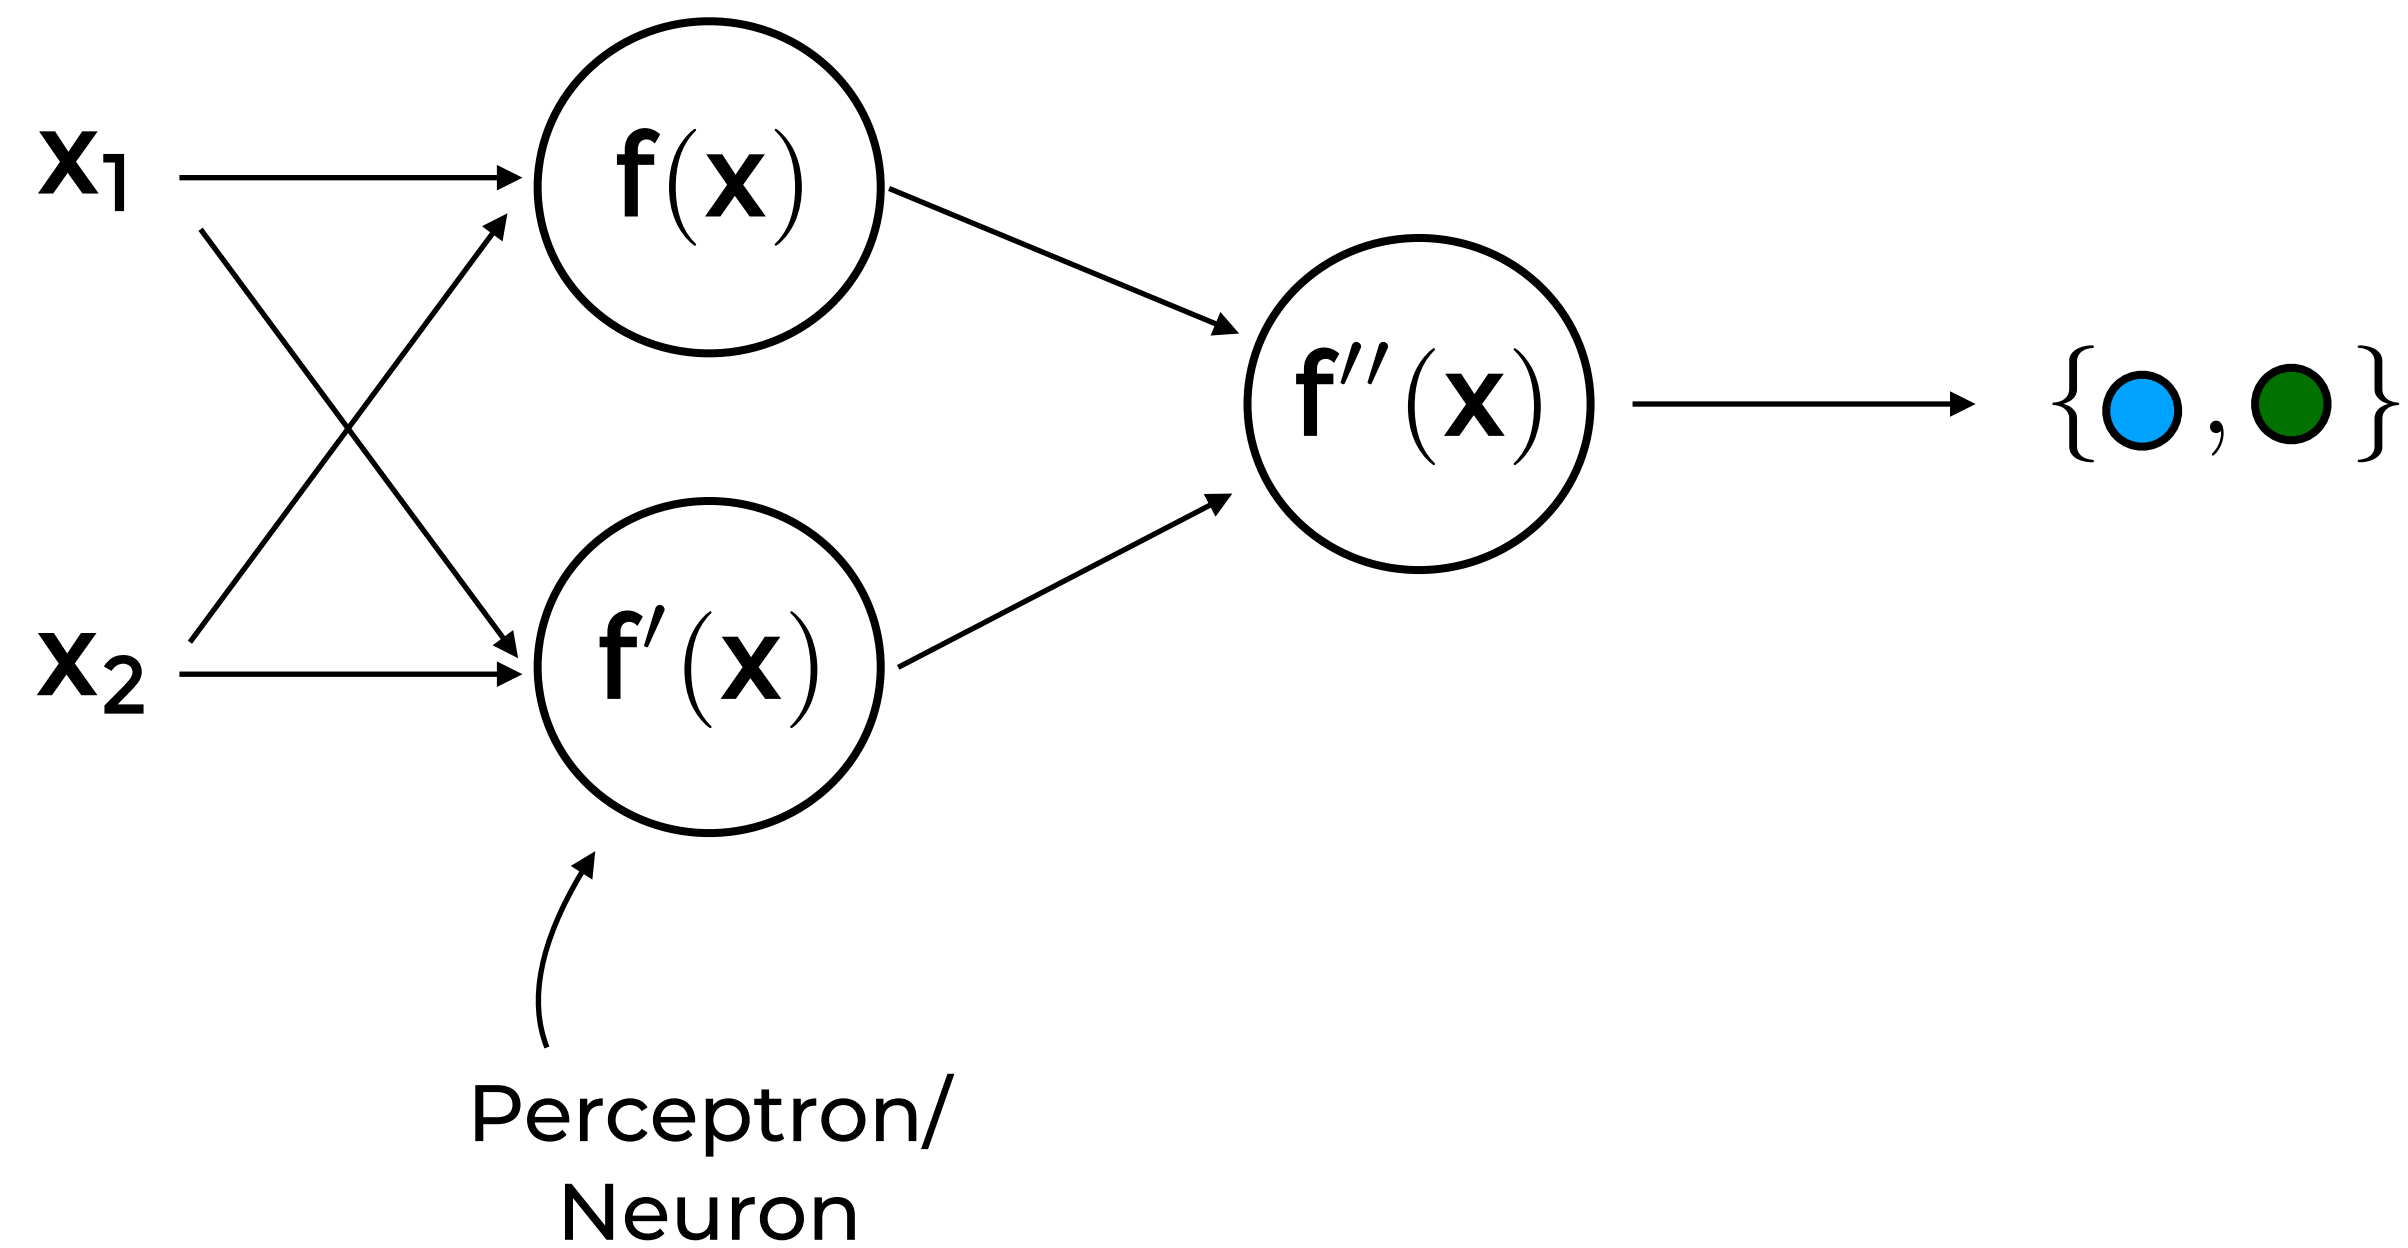 x₁
f(x)
f′′(x)
{ , }
x₂
f′(x)
Perceptron/
Neuron